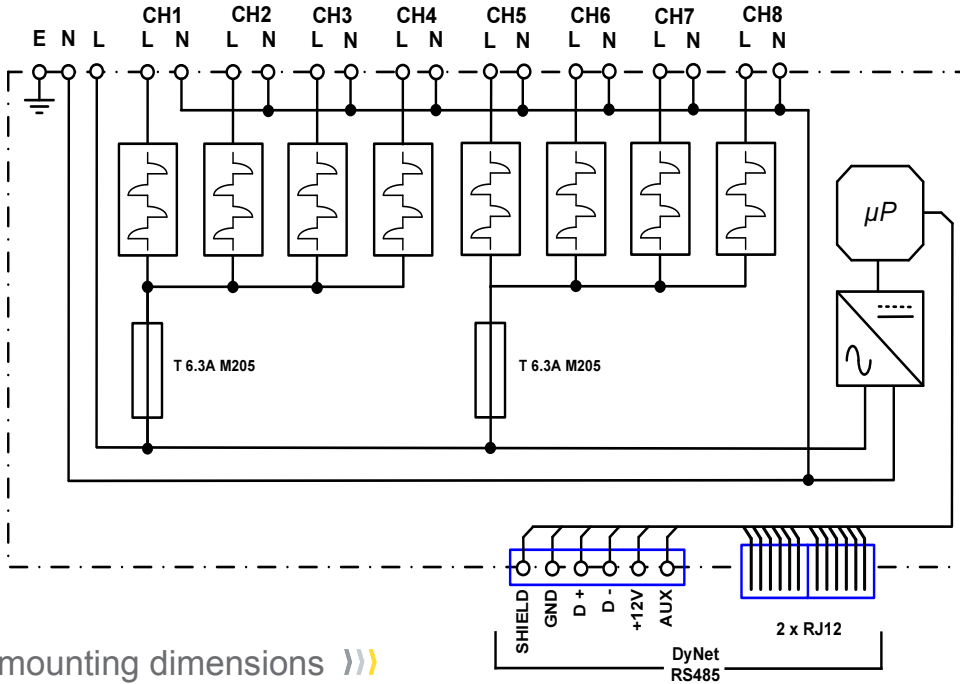 CH1 CH2 CH3 CH4 CH5 CH6 CH7 CH8
E N L L N L N L N L N L N L N L N L N
µP
T 6.3A M205 T 6.3A M205
SHIELD
GND
D +
D -
+12V
AUX
2 x RJ12
DyNet
RS485
mounting dimensions